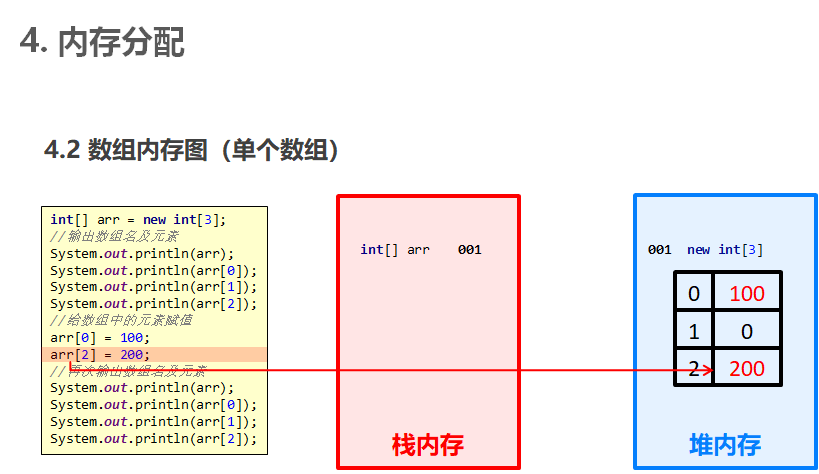 4. 内存分配
4.2 数组内存图（单个数组）
int[] arr = new int[3];
//输出数组名及元素
System.out.println(arr);
System.out.println(arr[0]);
System.out.println(arr[1]);
System.out.println(arr[2]);
//给数组中的元素赋值
arr[0] = 100;
arr[2] = 200;
//再次输出数组名及元素
System.out.println(arr);
System.out.println(arr[0]);
System.out.println(arr[1]);
System.out.println(arr[2]);
int[] arr 001
栈内存
001 new int[3]
0 100
1 0
2 200
堆内存